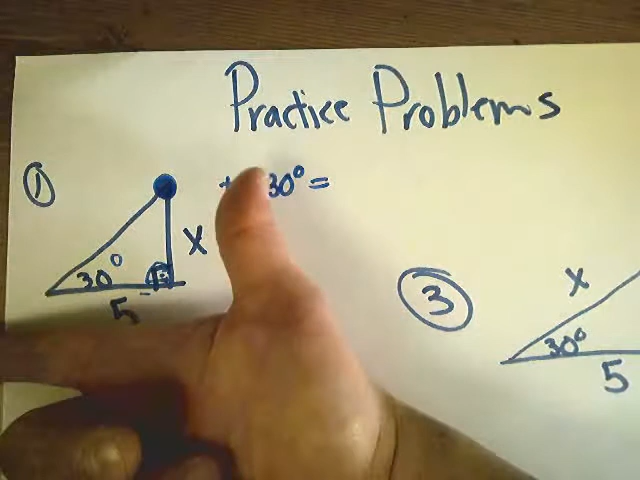 Practice Problems
①
30° =
X
30°
5
③
X
30°
5